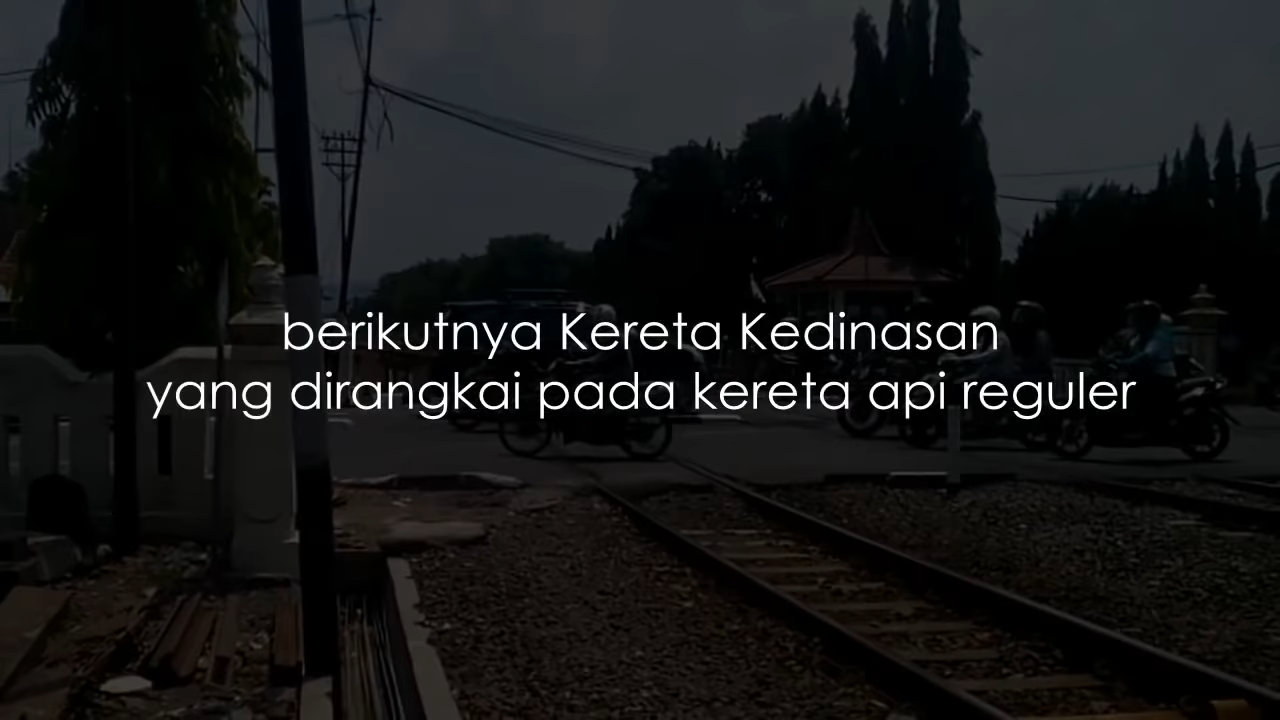 berikutnya Kereta Kedinasan
yang dirangkai pada kereta api reguler